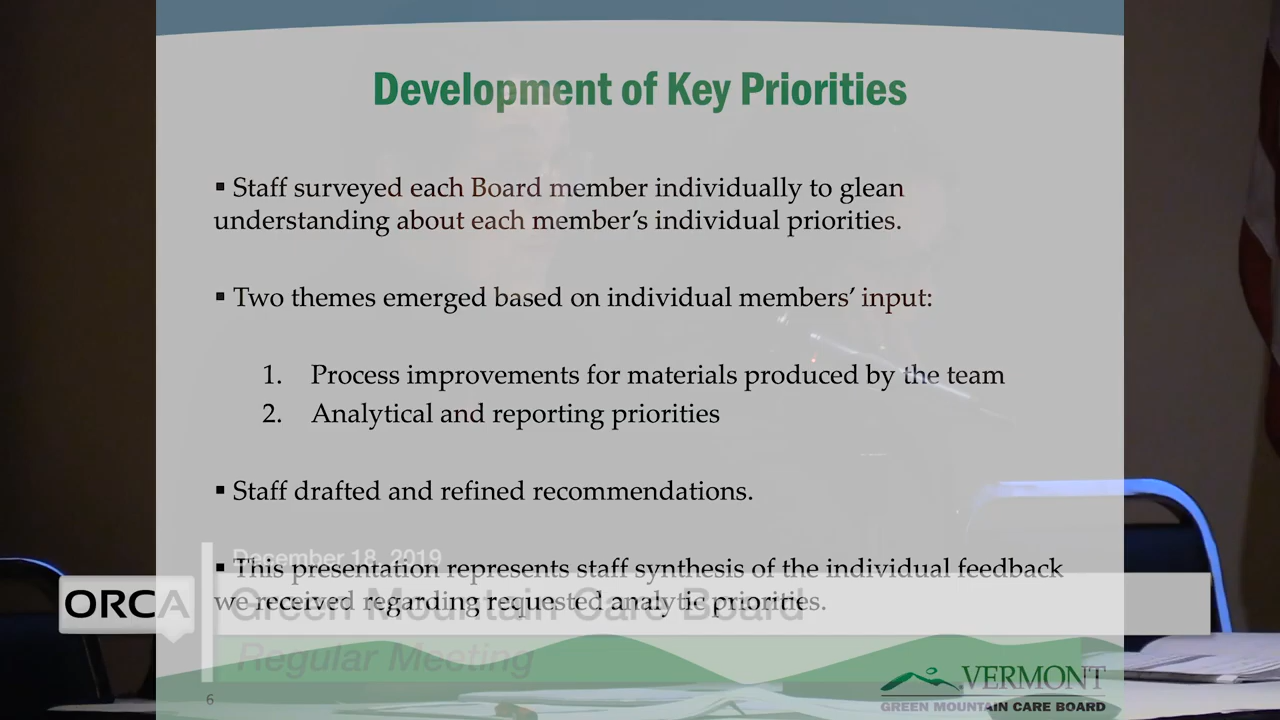 Development of Key Priorities
▪ Staff surveyed each Board member individually to glean
understanding about each member's individual priorities.
▪ Two themes emerged based on individual members' input:
1. Process improvements for materials produced by the team
2. Analytical and reporting priorities
▪ Staff drafted and refined recommendations.
December 18, 2019
▪ This presentation represents staff synthesis of the individual feedback
we received regarding requested analytic priorities.
ORCA
Green Mountain Care Board
Regular Meeting
6
VERMONT
GREEN MOUNTAIN CARE BOARD